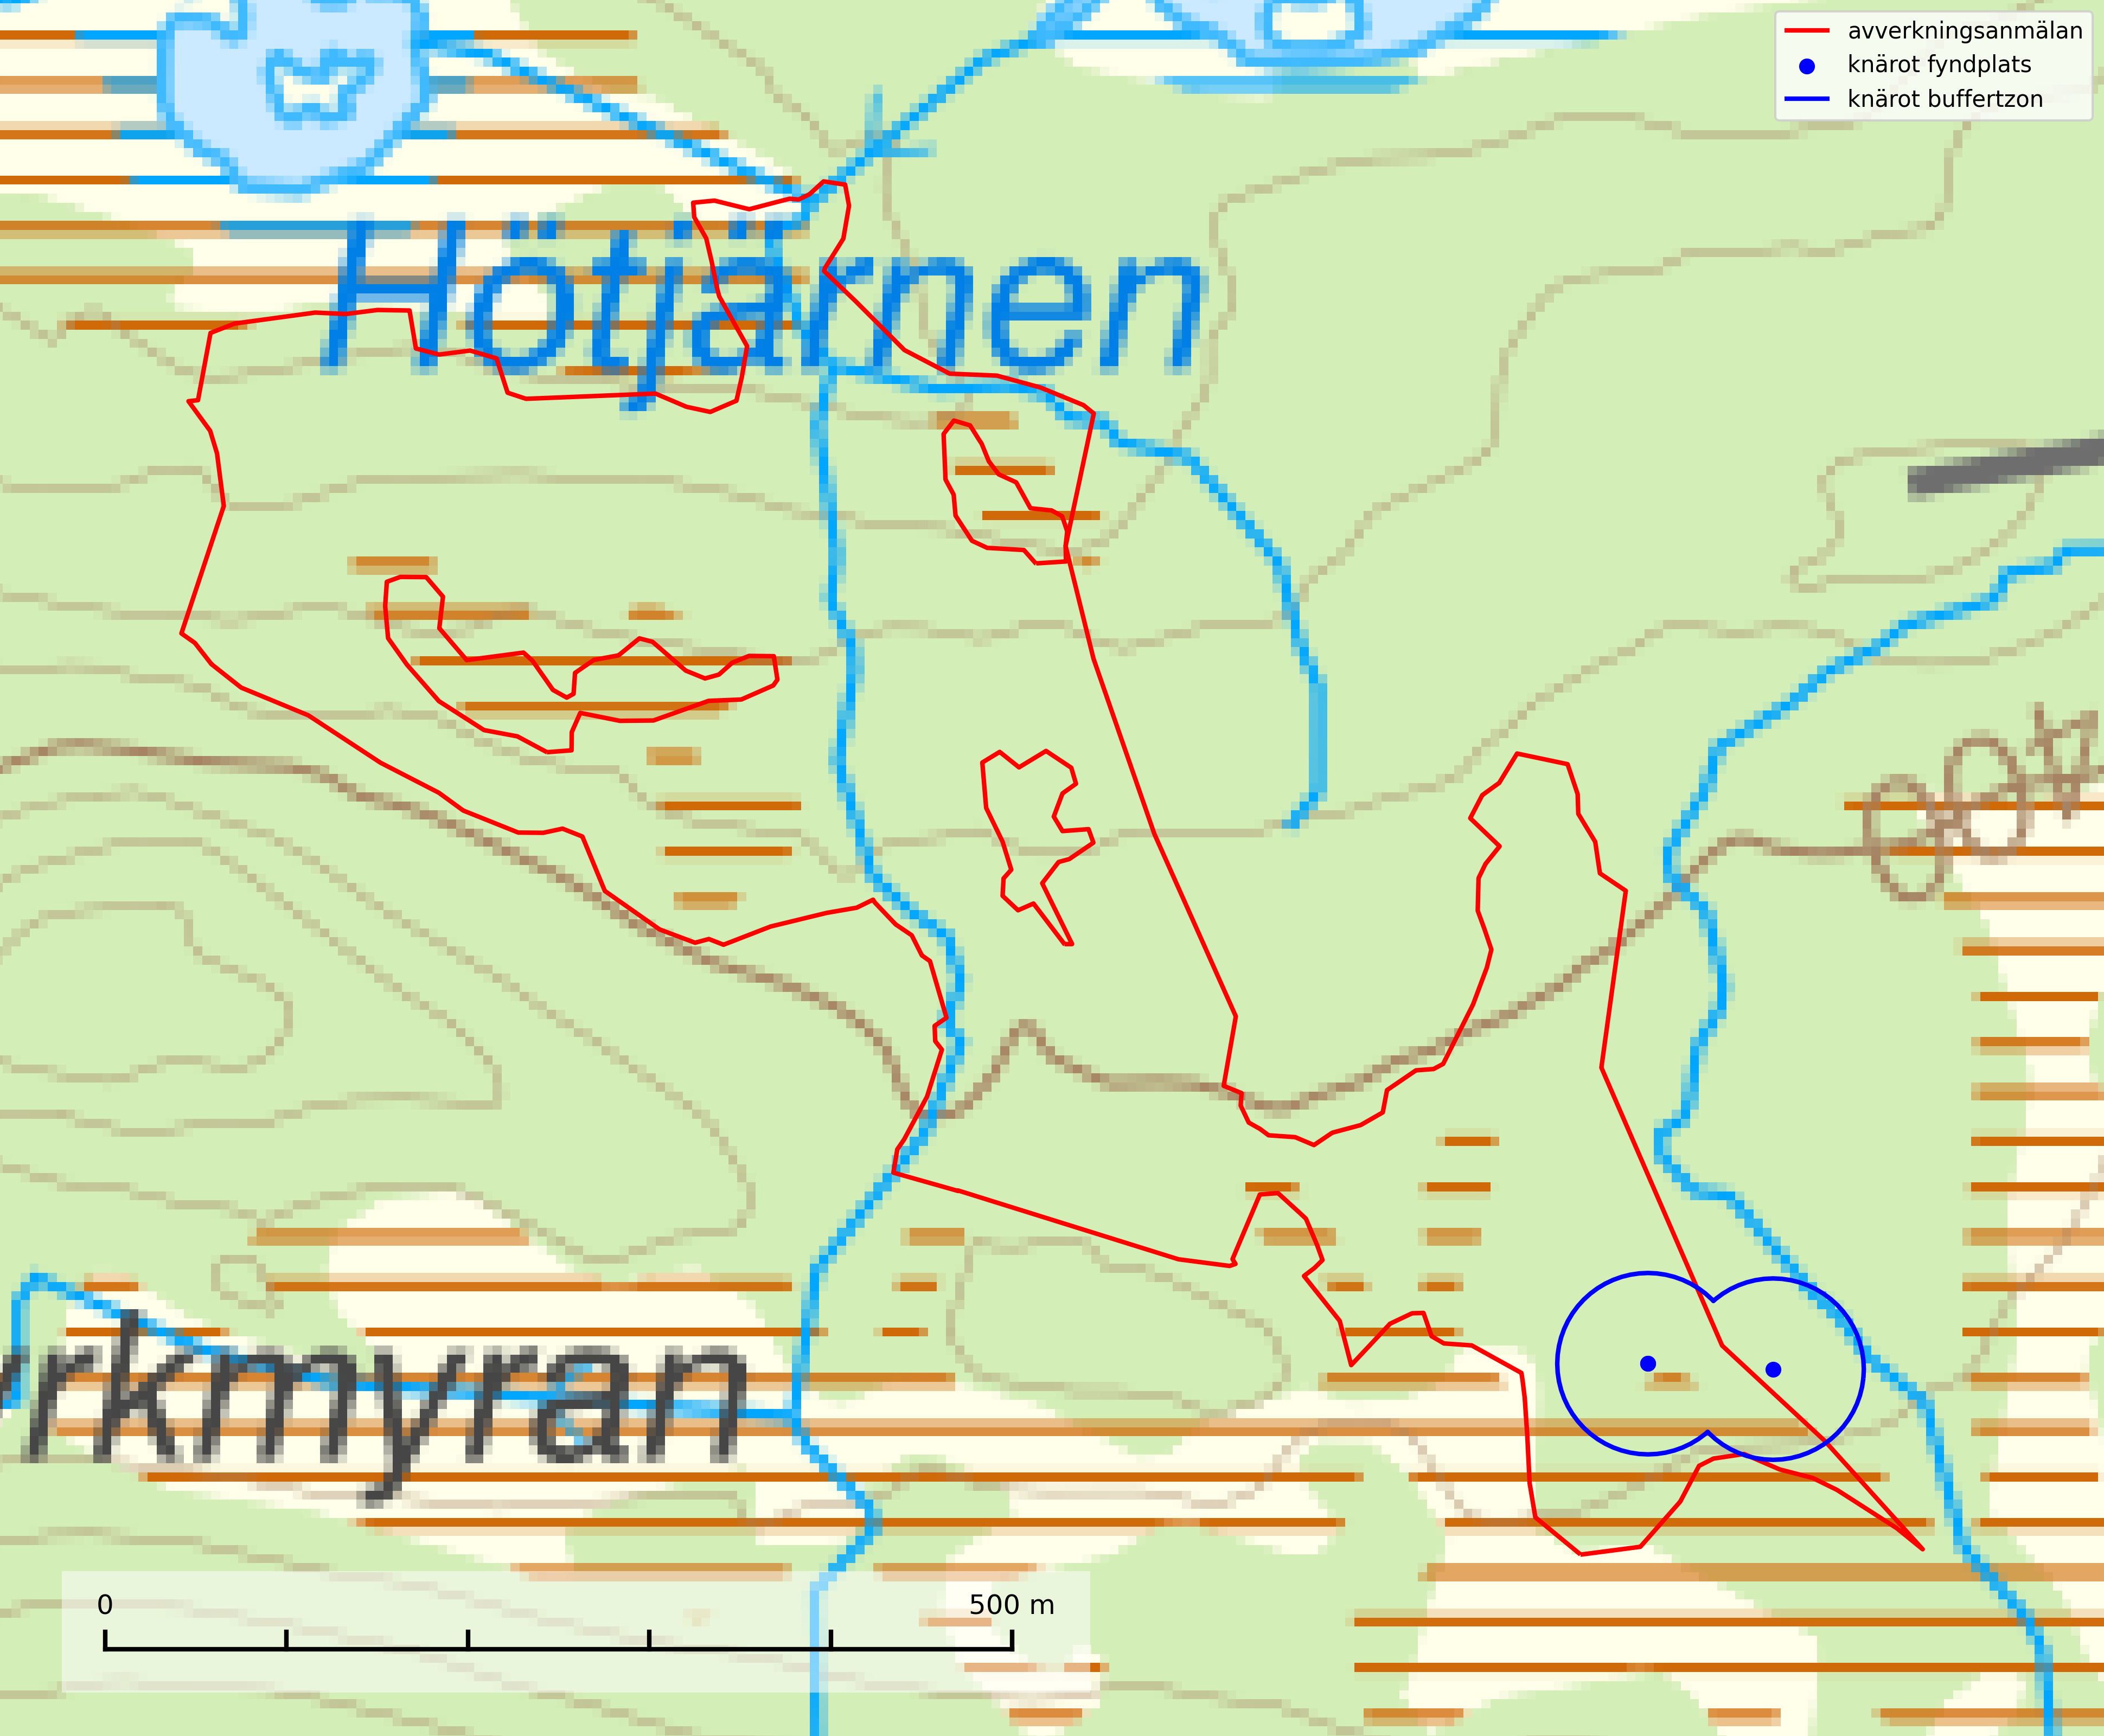 avverkningsanmälan
knärot fyndplats
knärot buffertzon
Hötjärnen
rkmyran
0 500 m